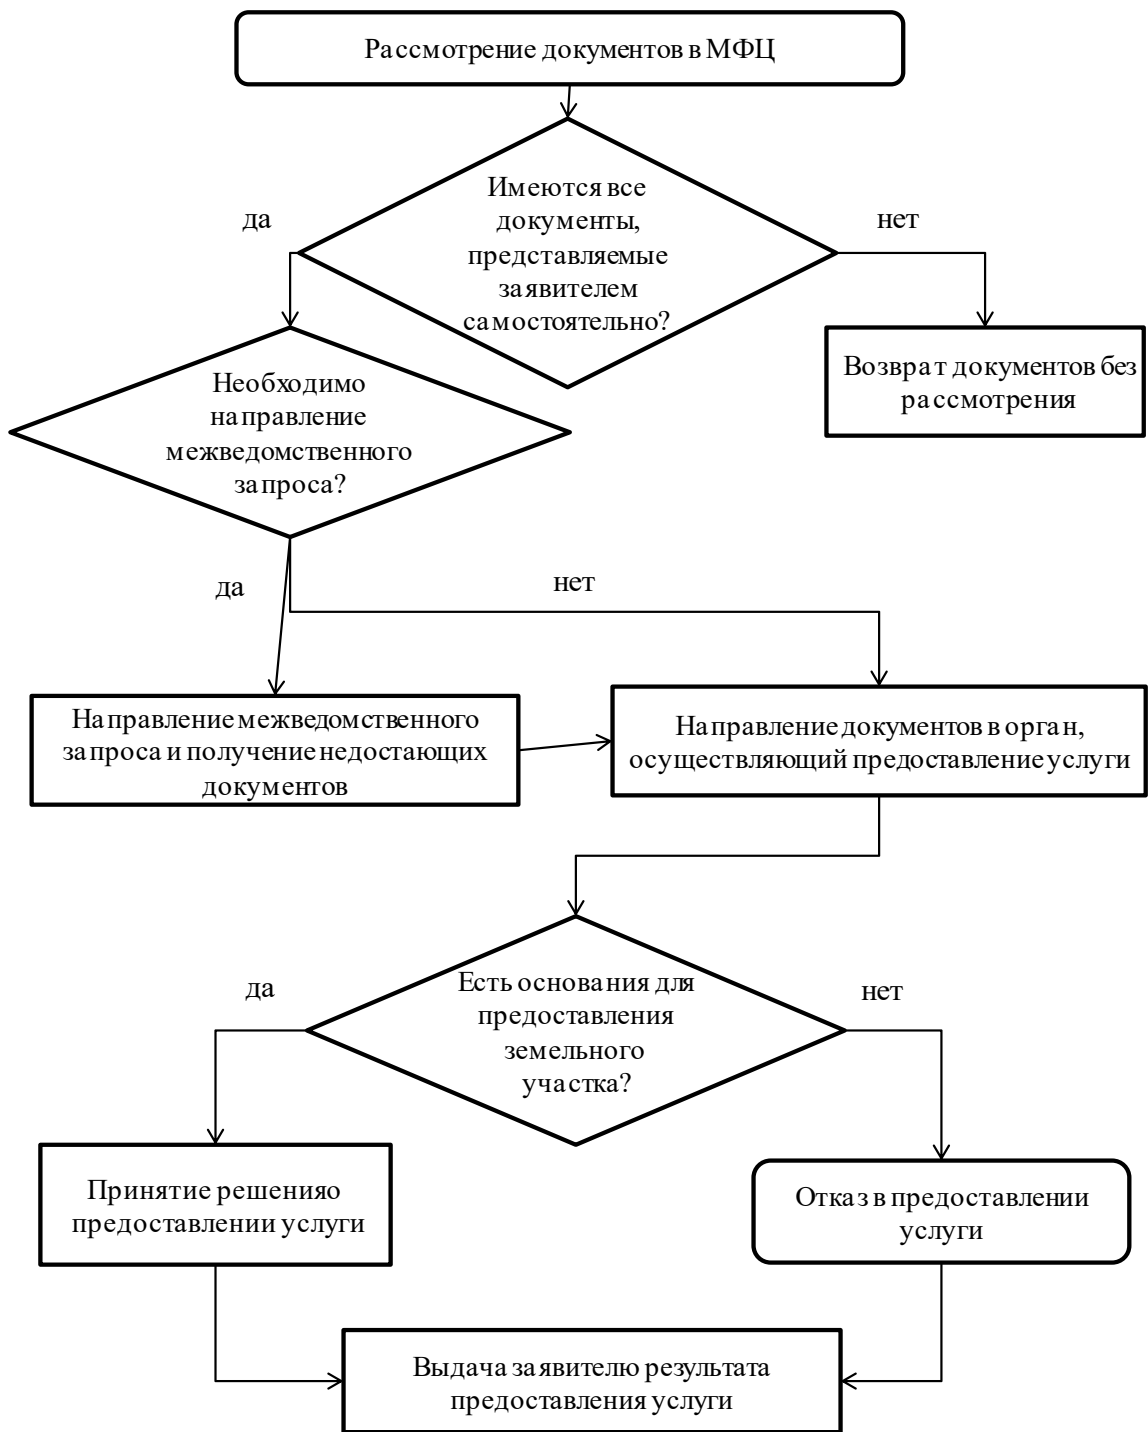 Рассмотрение документов в МФЦ
Имеются все
документы,
представляемые
заявителем
самостоятельно?
да
нет
Возврат документов без
рассмотрения
Необходимо
направление
межведомственного
запроса?
да
нет
Направление межведомственного
запроса и получение недостающих
документов
Направление документов в орган,
осуществляющий предоставление услуги
Есть основания для
предоставления
земельного
участка?
да
нет
Принятие решенияо
предоставлении услуги
Отказ в предоставлении
услуги
Выдача заявителю результата
предоставления услуги